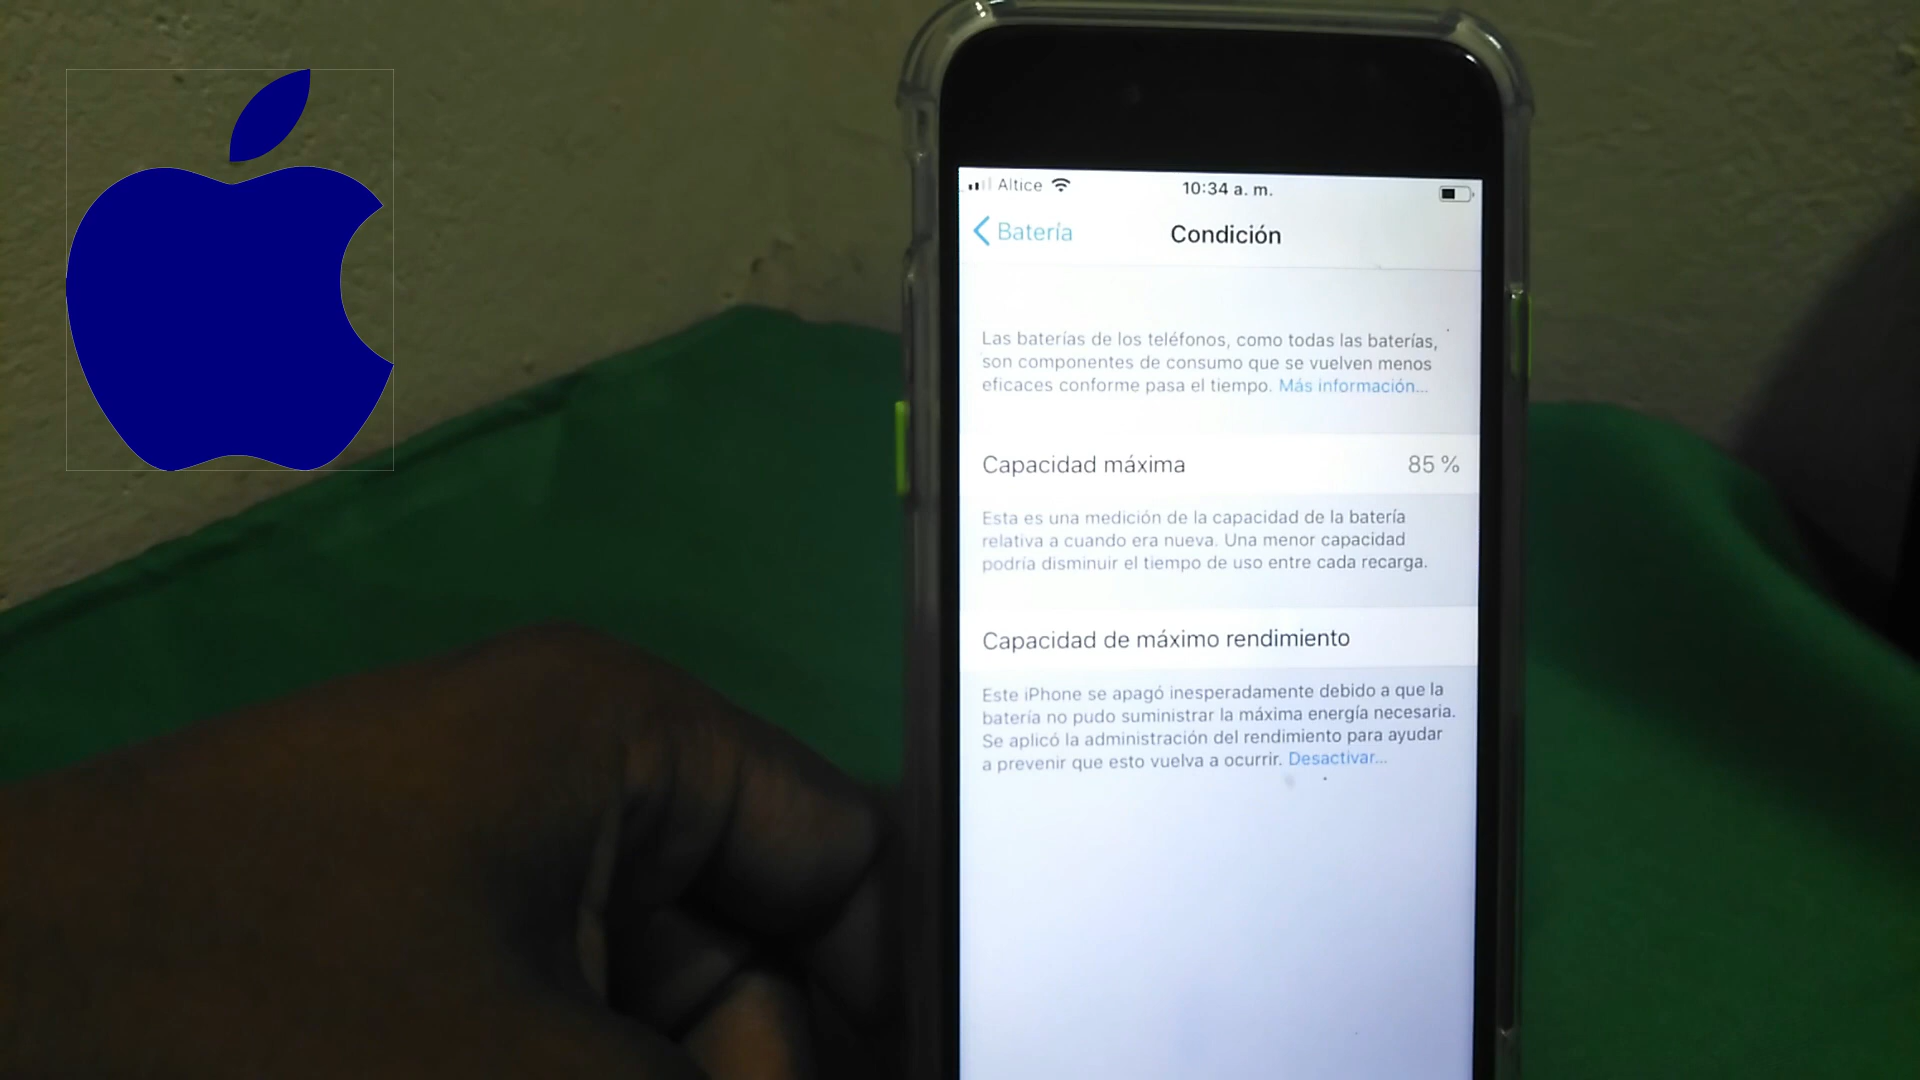 Altice
10:34 a. m.
Batería
Condición
Las baterías de los teléfonos, como todas las baterías,
son componentes de consumo que se vuelven menos
eficaces conforme pasa el tiempo. Más información...
Capacidad máxima
85 %
Esta es una medición de la capacidad de la batería
relativa a cuando era nueva. Una menor capacidad
podría disminuir el tiempo de uso entre cada recarga.
Capacidad de máximo rendimiento
Este iPhone se apagó inesperadamente debido a que la
batería no pudo suministrar la máxima energía necesaria.
Se aplicó la administración del rendimiento para ayudar
a prevenir que esto vuelva a ocurrir. Desactivar...